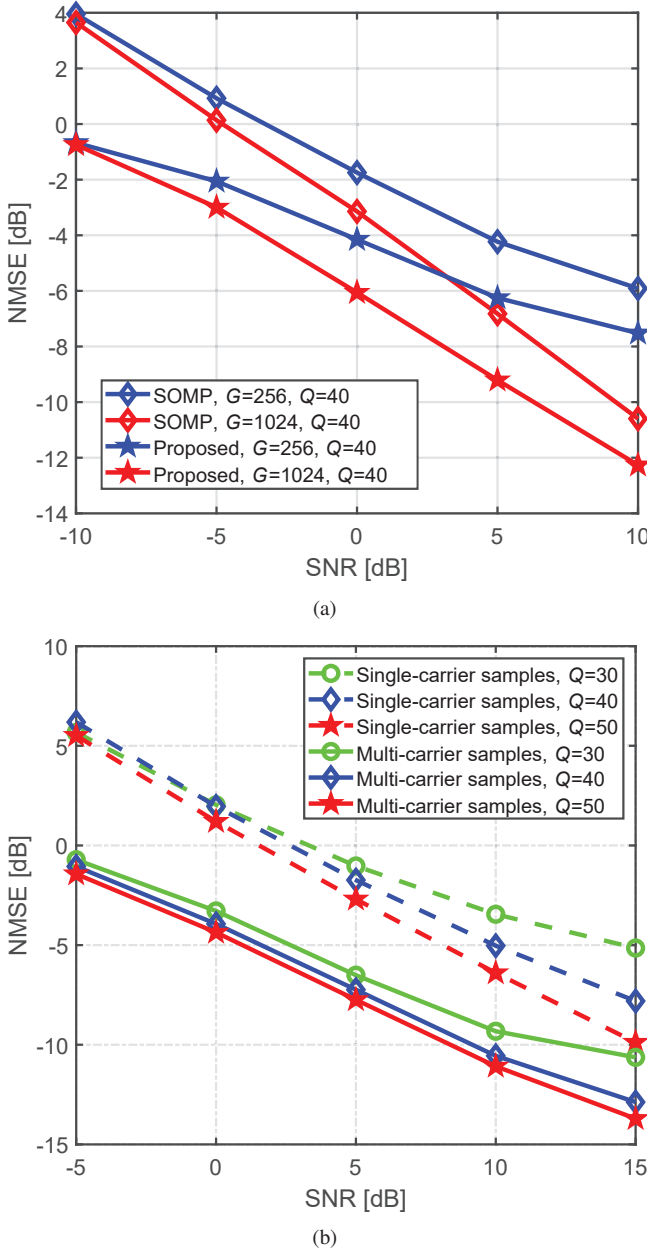 4
2
0
-2
-4
-6
-8
-10
-12
-14
NMSE [dB]
SOMP, G=256, Q=40
SOMP, G=1024, Q=40
Proposed, G=256, Q=40
Proposed, G=1024, Q=40
-10 -5 0 5 10
SNR [dB]
(a)
10
5
0
-5
-10
-15
NMSE [dB]
Single-carrier samples, Q=30
Single-carrier samples, Q=40
Single-carrier samples, Q=50
Multi-carrier samples, Q=30
Multi-carrier samples, Q=40
Multi-carrier samples, Q=50
-5 0 5 10 15
SNR [dB]
(b)